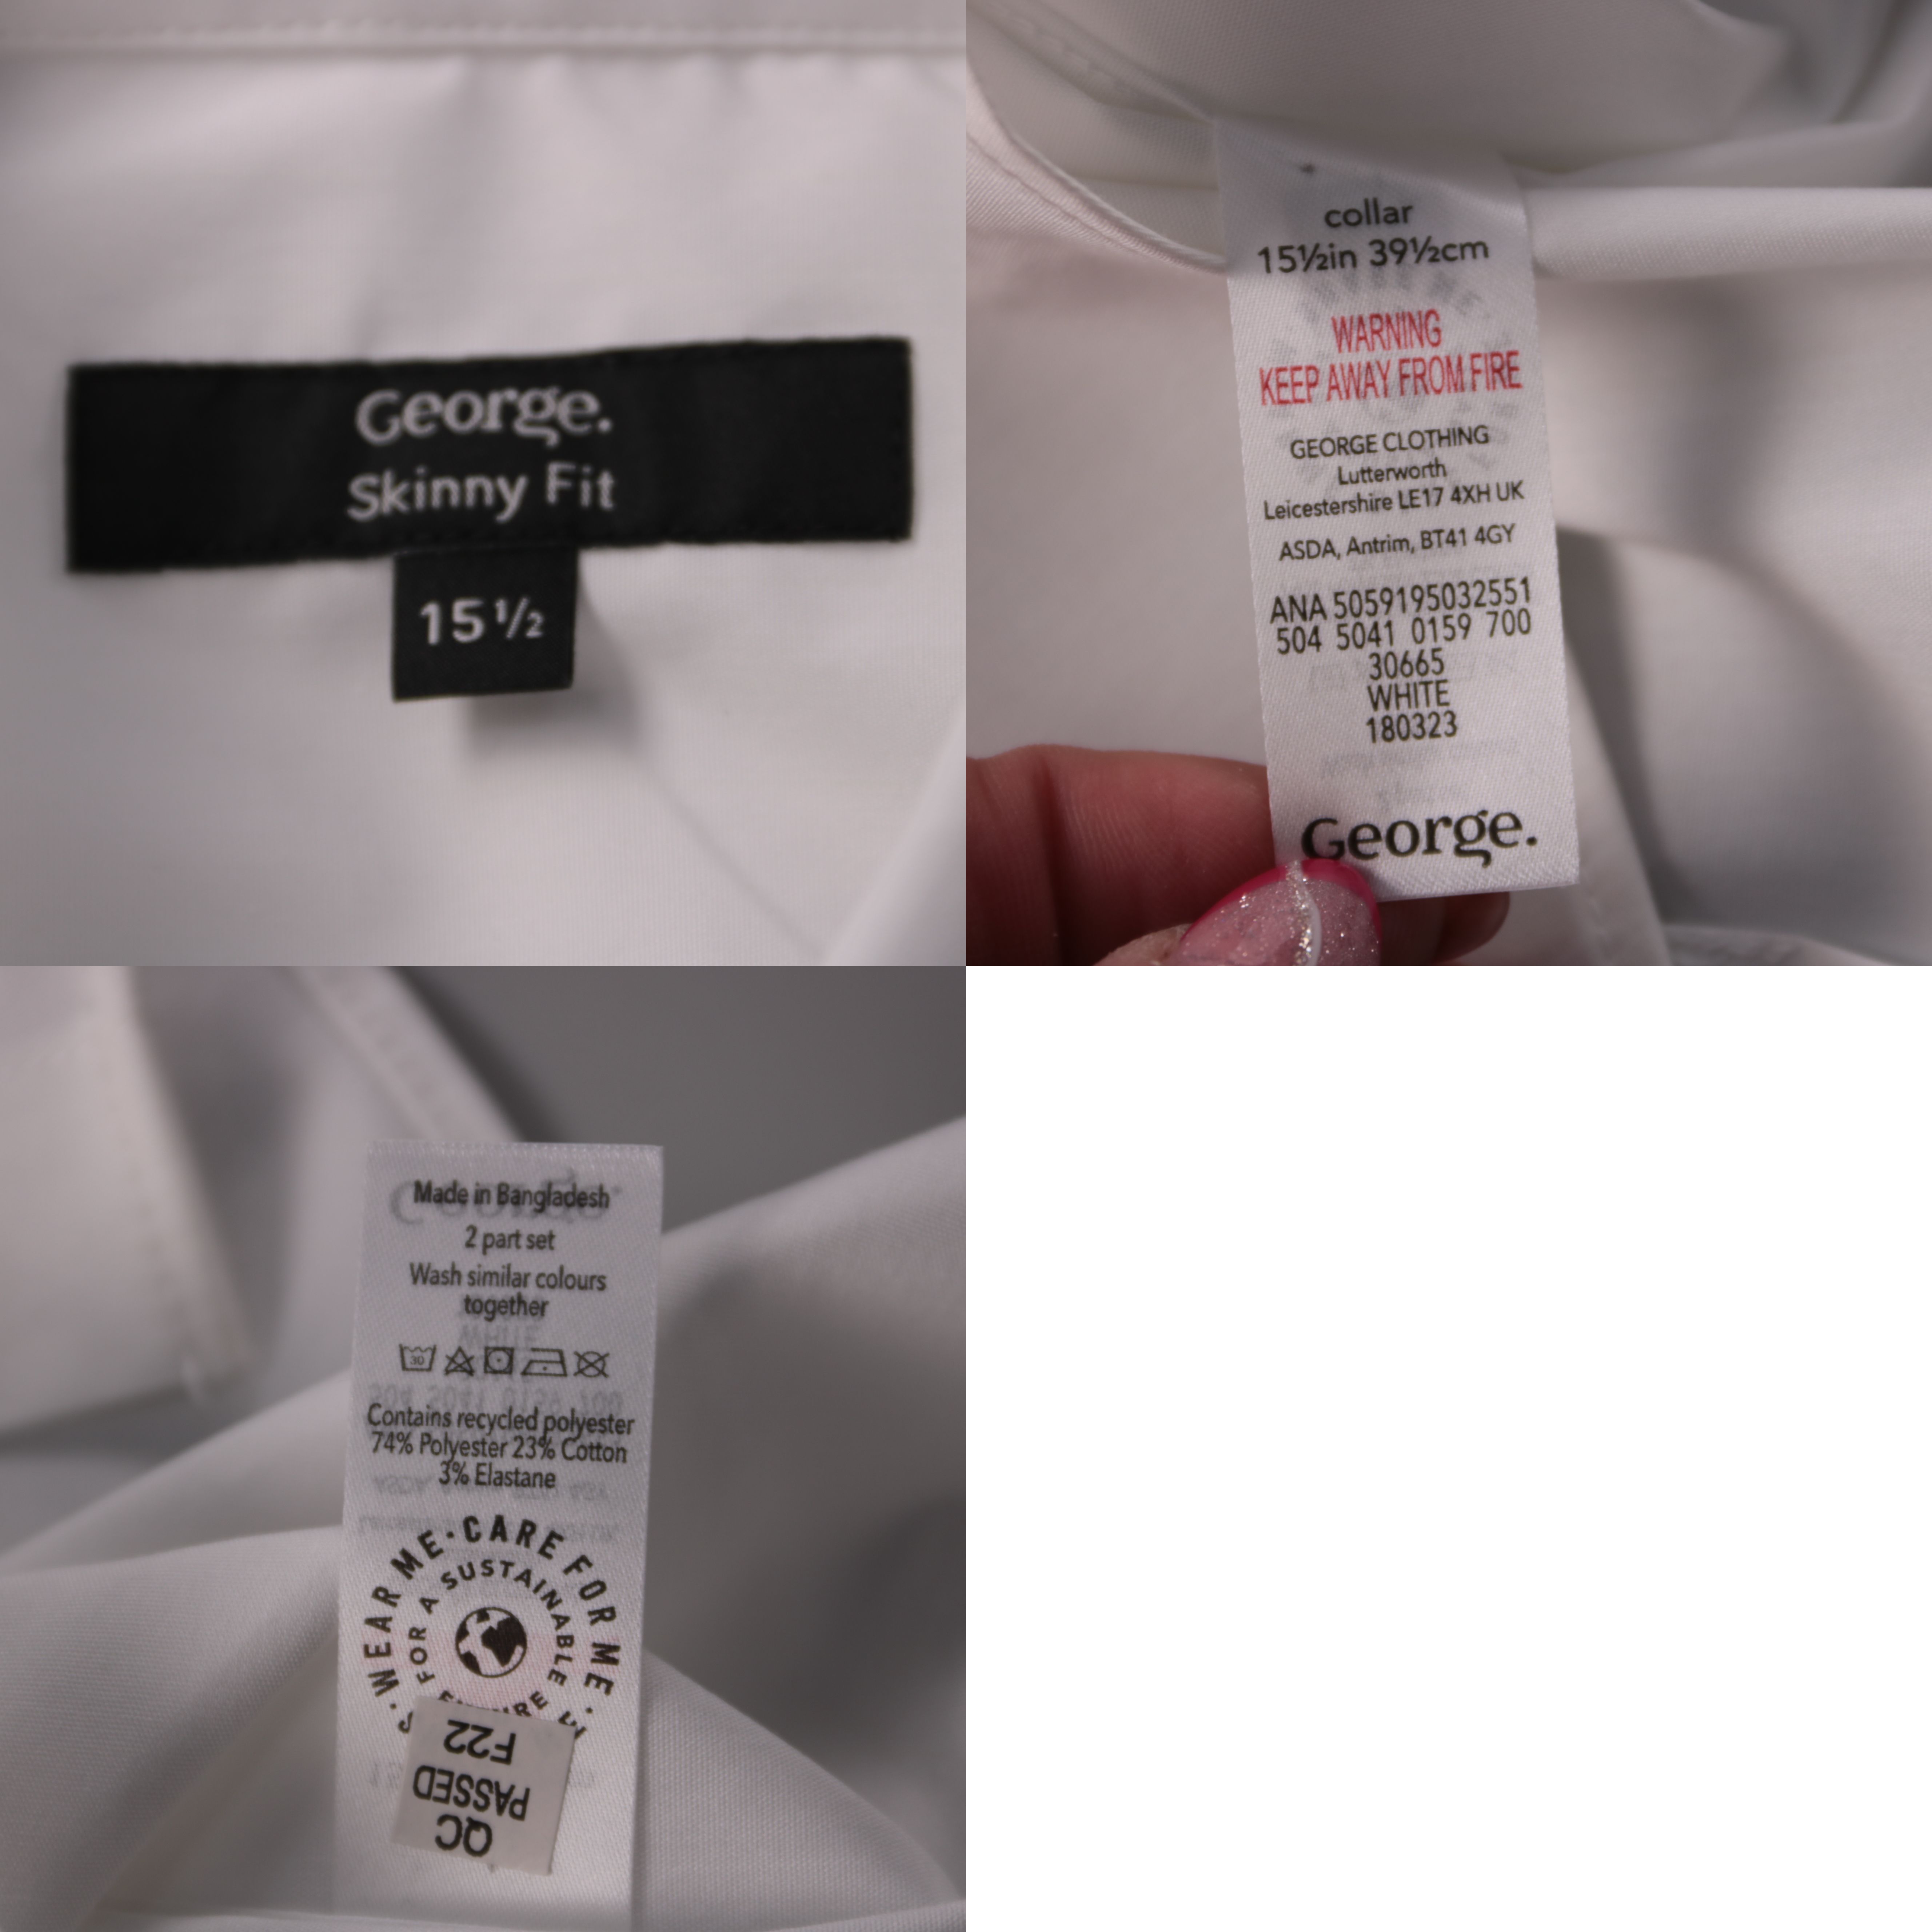 George.
Skinny Fit
15 1/2
collar
15½in 39½cm
WARNING
KEEP AWAY FROM FIRE
GEORGE CLOTHING
Lutterworth
Leicestershire LE17 4XH UK
ASDA, Antrim, BT41 4GY
ANA 5059195032551
504 5041 0159 700
30665
WHITE
180323
George.
Made in Bangladesh
2 part set
Wash similar colours
together
30
Contains recycled polyester
74% Polyester 23% Cotton
3% Elastane
WEAR ME · CARE FOR ME ·
FOR A SUSTAINABLE
QC
PASSED
F22